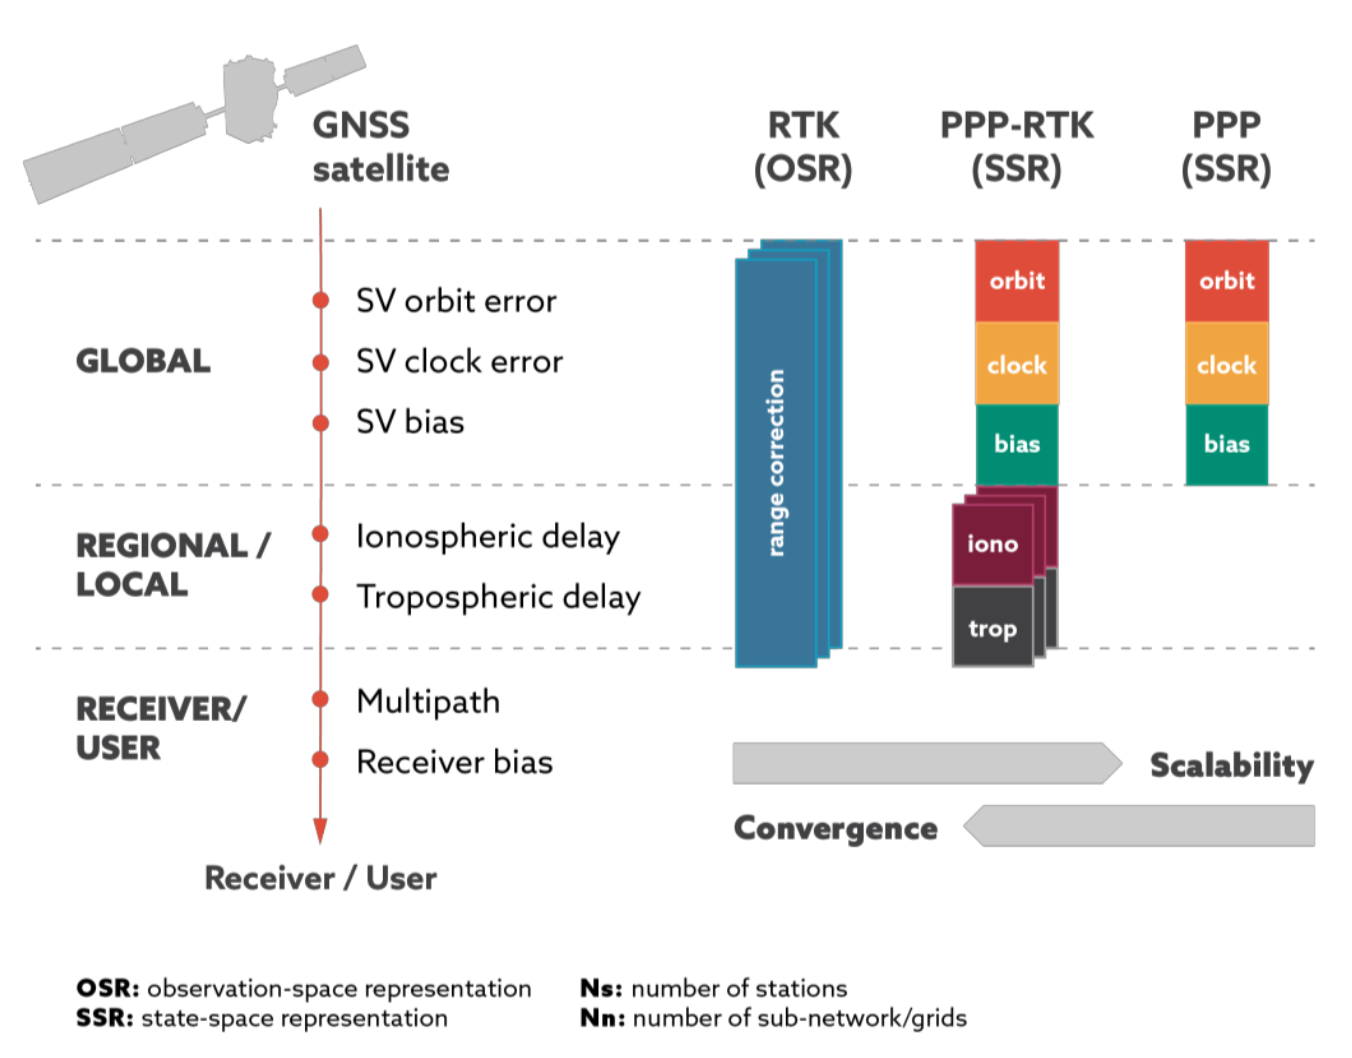 GNSS
satellite
RTK
(OSR)
PPP-RTK
(SSR)
PPP
(SSR)
GLOBAL
SV orbit error
SV clock error
SV bias
REGIONAL /
LOCAL
Ionospheric delay
Tropospheric delay
RECEIVER/
USER
Multipath
Receiver bias
Receiver / User
range correction
orbit
clock
bias
iono
trop
orbit
clock
bias
Scalability
Convergence
OSR: observation-space representation
SSR: state-space representation
Ns: number of stations
Nn: number of sub-network/grids